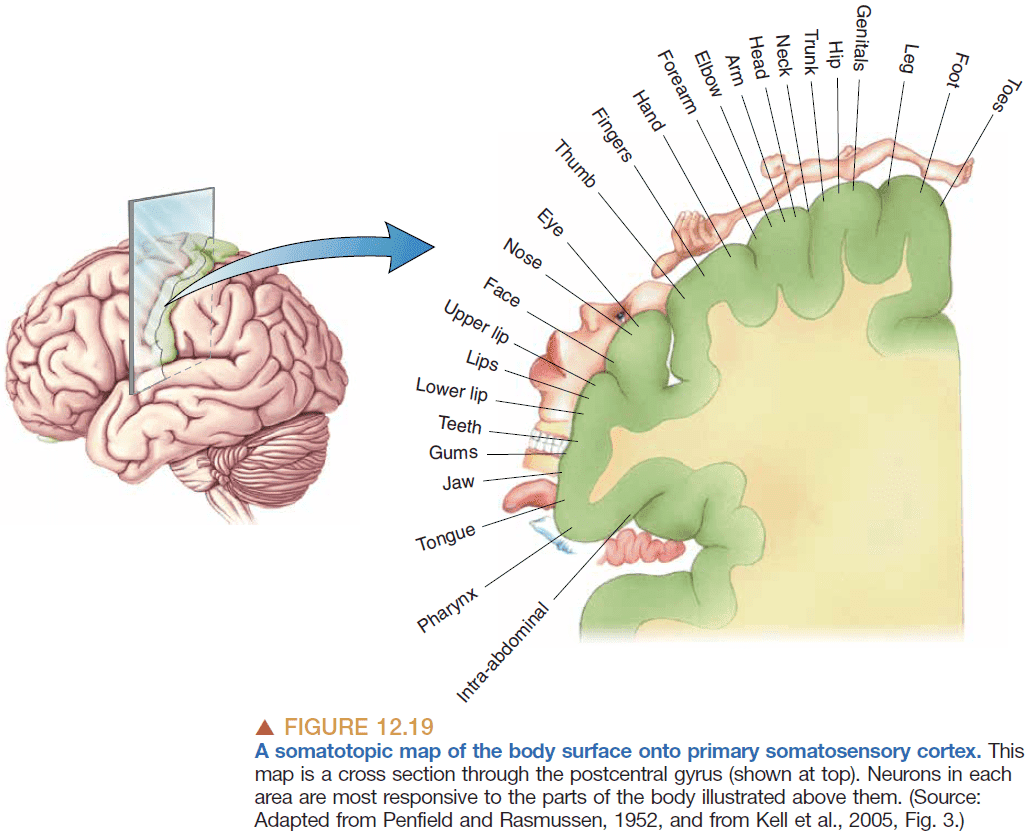 Genitals
Hip
Trunk
Neck
Head
Arm
Elbow
Forearm
Hand
Fingers
Thumb
Leg
Foot
Toes
Eye
Nose
Face
Upper lip
Lips
Lower lip
Teeth
Gums
Jaw
Tongue
Pharynx
Intra-abdominal
▲ FIGURE 12.19
A somatotopic map of the body surface onto primary somatosensory cortex. This
map is a cross section through the postcentral gyrus (shown at top). Neurons in each
area are most responsive to the parts of the body illustrated above them. (Source:
Adapted from Penfield and Rasmussen, 1952, and from Kell et al., 2005, Fig. 3.)